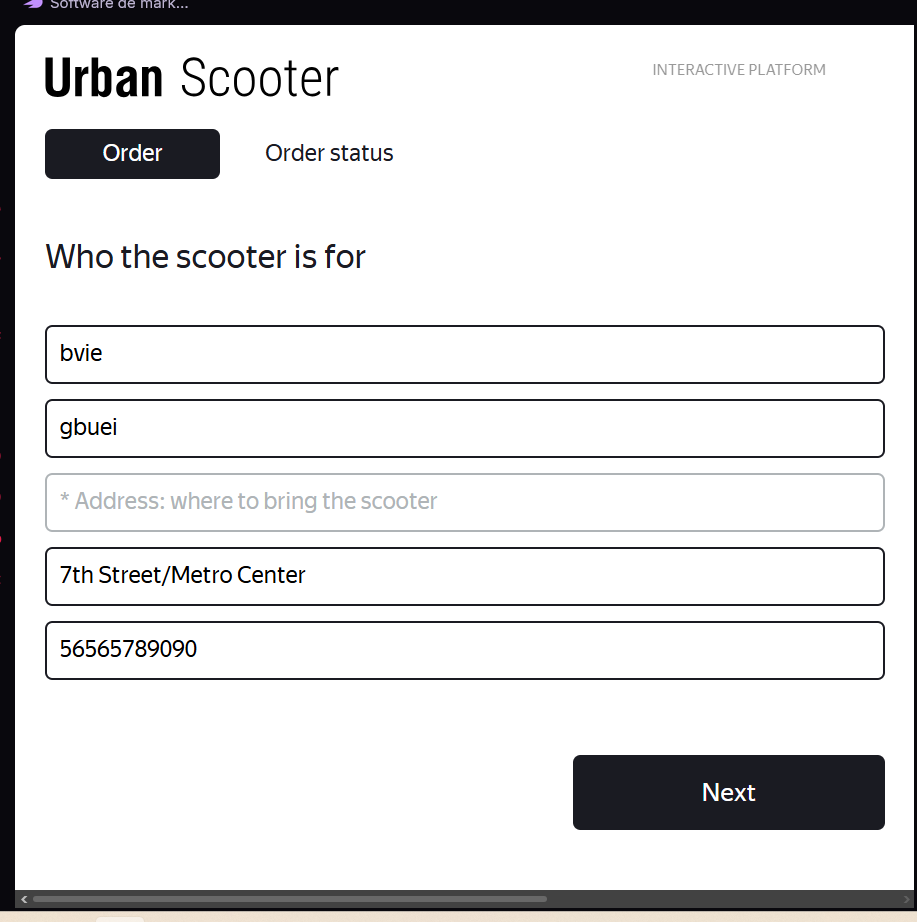 Software de mark...
Urban Scooter
INTERACTIVE PLATFORM
Order
Order status
Who the scooter is for
bvie
gbuei
* Address: where to bring the scooter
7th Street/Metro Center
56565789090
Next